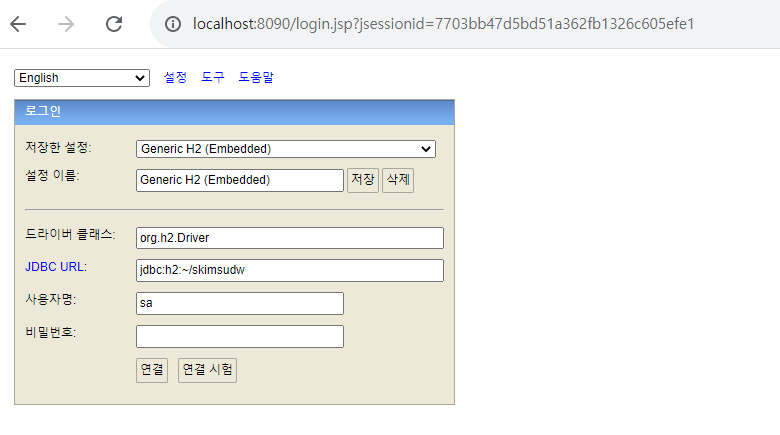 localhost:8090/login.jsp?jsessionid=7703bb47d5bd51a362fb1326c605efe1
English 설정 도구 도움말
로그인
저장한 설정: Generic H2 (Embedded)
설정 이름: Generic H2 (Embedded) 저장 삭제
드라이버 클래스: org.h2.Driver
JDBC URL: jdbc:h2:~/skimsudw
사용자명: sa
비밀번호:
연결 연결 시험